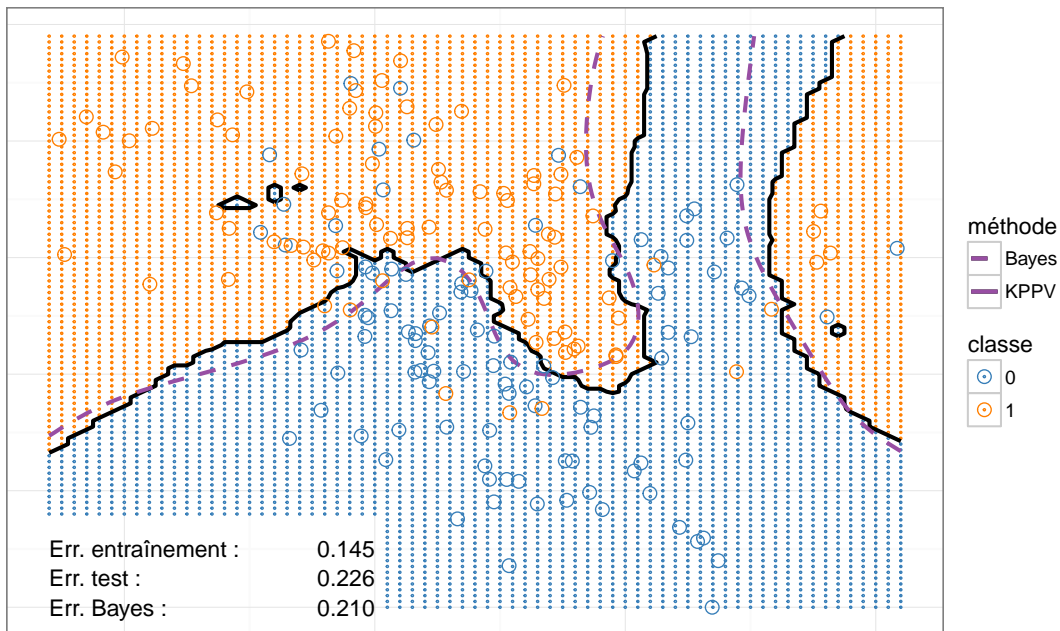 méthode
Bayes
KPPV
classe
0
1
Err. entraînement : 0.145
Err. test : 0.226
Err. Bayes : 0.210